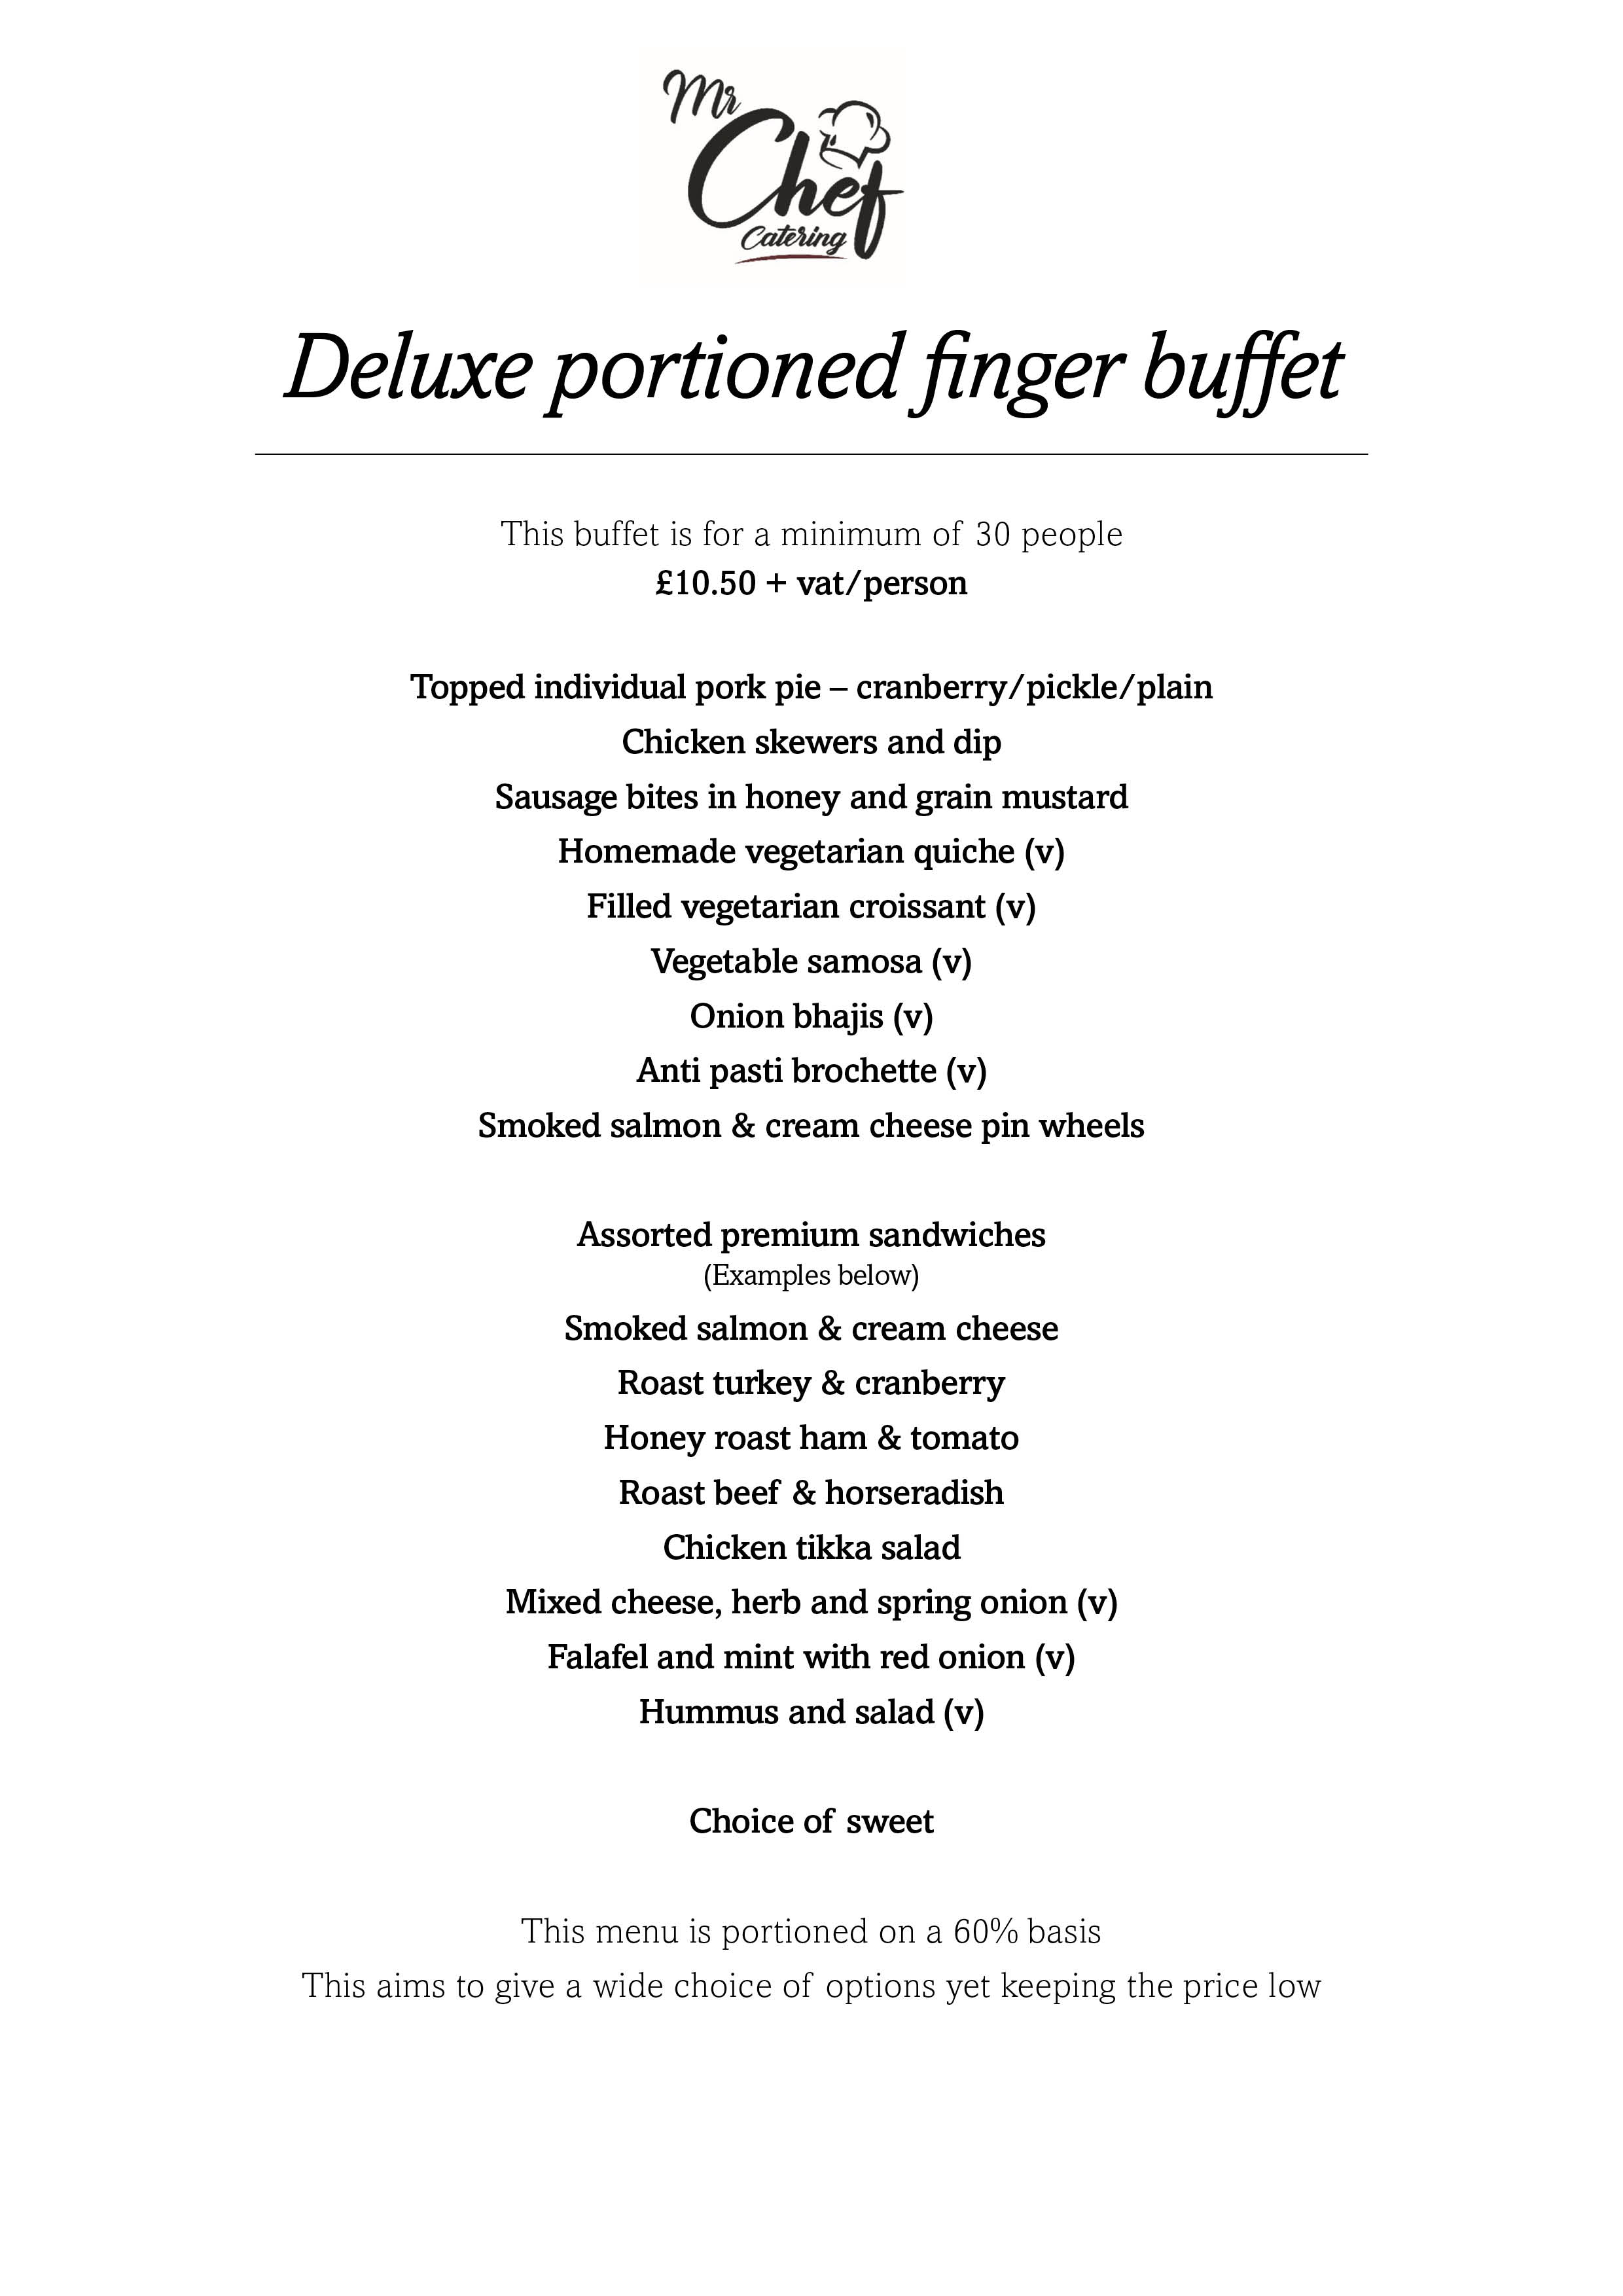 Mr
Chef
Catering
Deluxe portioned finger buffet
This buffet is for a minimum of 30 people
£10.50 + vat/person
Topped individual pork pie – cranberry/pickle/plain
Chicken skewers and dip
Sausage bites in honey and grain mustard
Homemade vegetarian quiche (v)
Filled vegetarian croissant (v)
Vegetable samosa (v)
Onion bhajis (v)
Anti pasti brochette (v)
Smoked salmon & cream cheese pin wheels
Assorted premium sandwiches
(Examples below)
Smoked salmon & cream cheese
Roast turkey & cranberry
Honey roast ham & tomato
Roast beef & horseradish
Chicken tikka salad
Mixed cheese, herb and spring onion (v)
Falafel and mint with red onion (v)
Hummus and salad (v)
Choice of sweet
This menu is portioned on a 60% basis
This aims to give a wide choice of options yet keeping the price low